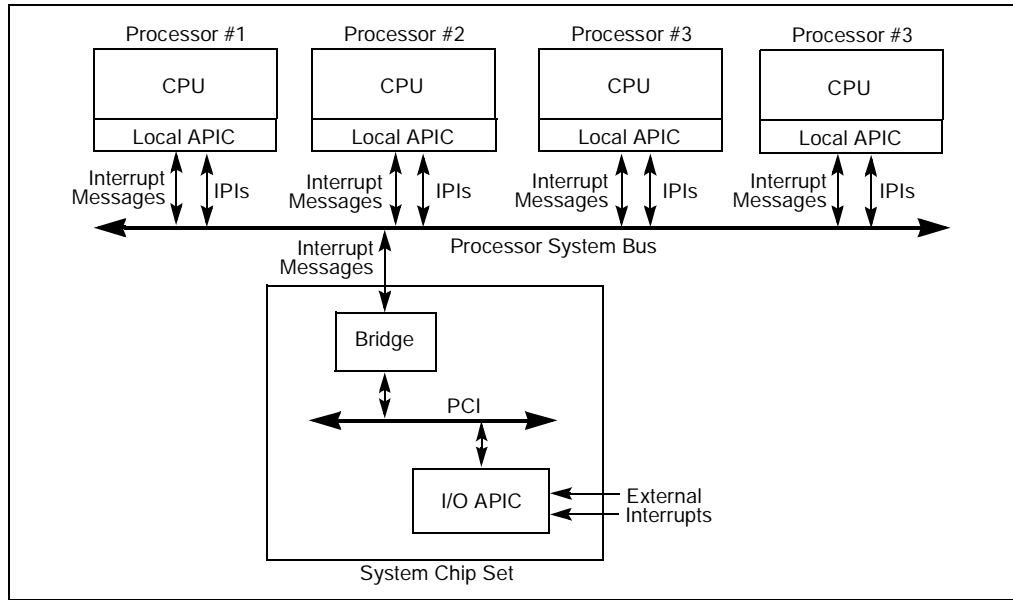 Processor #1
Processor #2
Processor #3
Processor #3
CPU
CPU
CPU
CPU
Local APIC
Local APIC
Local APIC
Local APIC
Interrupt
Messages
IPIs
Interrupt
Messages
IPIs
Interrupt
Messages
IPIs
Interrupt
Messages
IPIs
Processor System Bus
Interrupt
Messages
Bridge
PCI
I/O APIC
External
Interrupts
System Chip Set